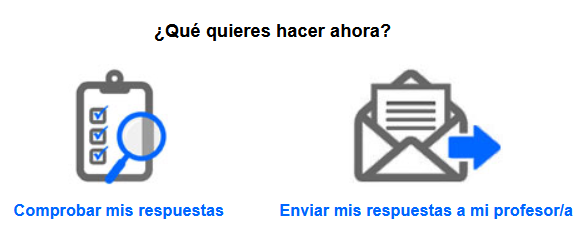 ¿Qué quieres hacer ahora?
Comprobar mis respuestas
Enviar mis respuestas a mi profesor/a